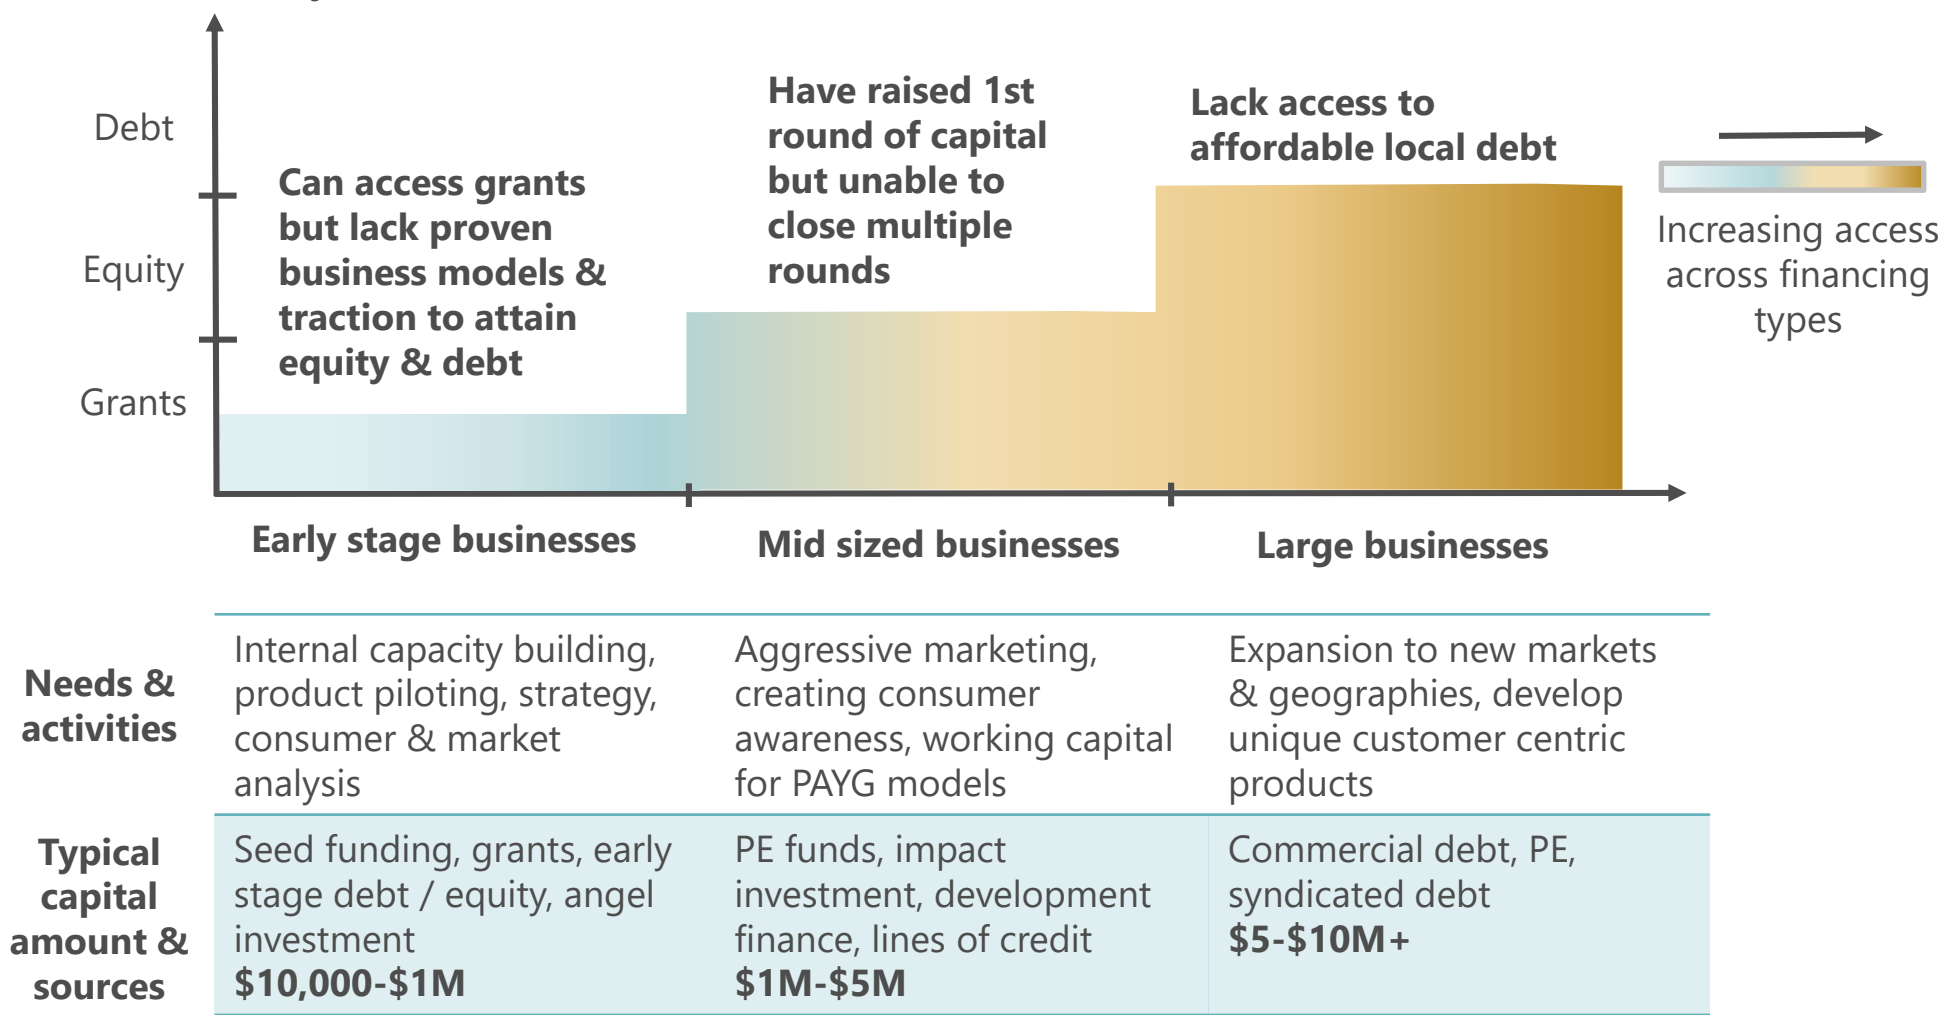 Debt
Equity
Grants
Can access grants
but lack proven
business models &
traction to attain
equity & debt
Have raised 1st
round of capital
but unable to
close multiple
rounds
Lack access to
affordable local debt
Increasing access
across financing
types
Early stage businesses
Mid sized businesses
Large businesses
Needs &
activities
Internal capacity building,
product piloting, strategy,
consumer & market
analysis
Aggressive marketing,
creating consumer
awareness, working capital
for PAYG models
Expansion to new markets
& geographies, develop
unique customer centric
products
Typical
capital
amount &
sources
Seed funding, grants, early
stage debt / equity, angel
investment
$10,000-$1M
PE funds, impact
investment, development
finance, lines of credit
$1M-$5M
Commercial debt, PE,
syndicated debt
$5-$10M+